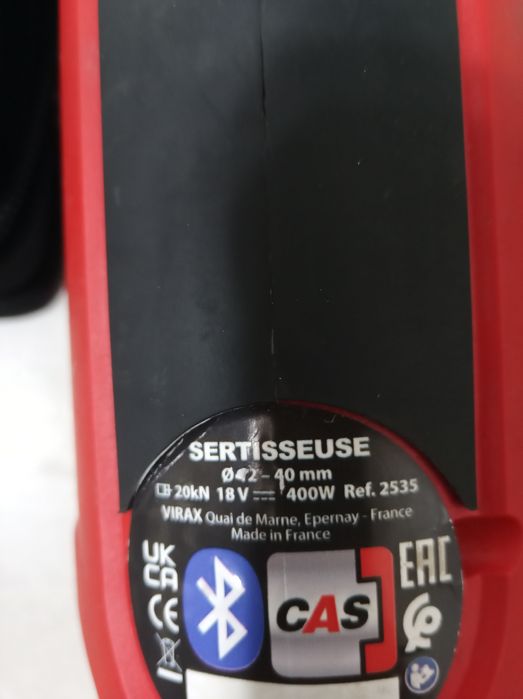 SERTISSEUSE
Ø 12 - 40 mm
20kN 18 V 400W Ref. 2535
VIRAX Quai de Marne, Epernay - France
Made in France
UK
CA
EAC
CE
CAS